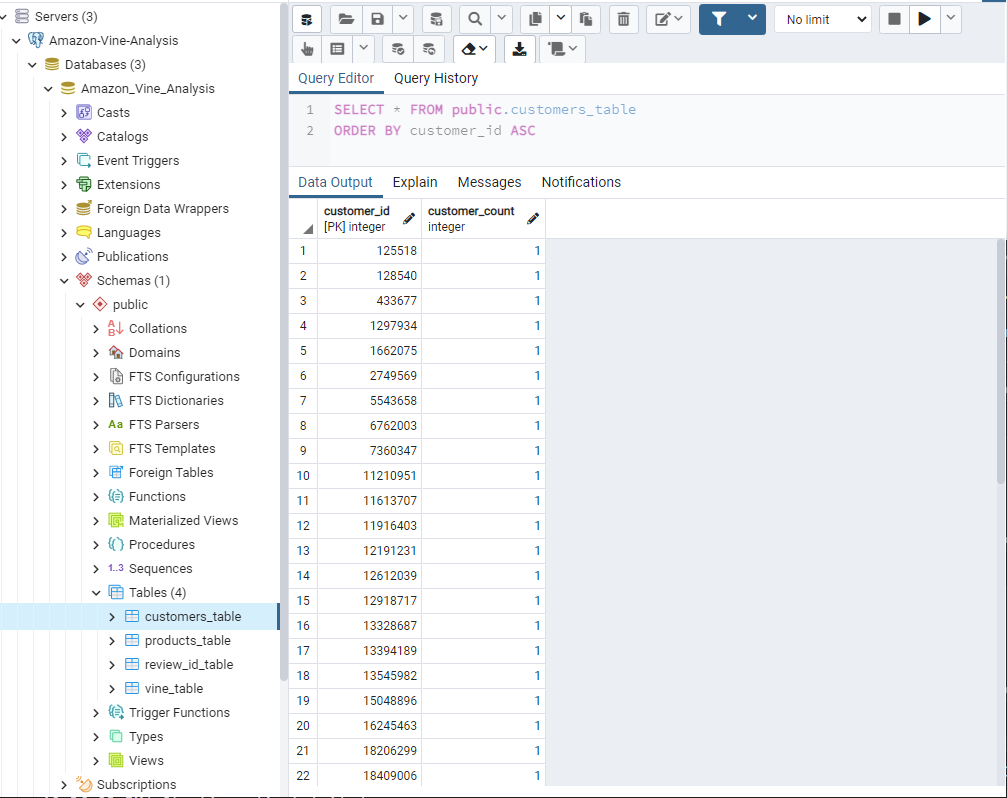 Servers (3)
Amazon-Vine-Analysis
Databases (3)
Amazon_Vine_Analysis
Casts
Catalogs
Event Triggers
Extensions
Foreign Data Wrappers
Languages
Publications
Schemas (1)
public
Collations
Domains
FTS Configurations
FTS Dictionaries
Aa FTS Parsers
FTS Templates
Foreign Tables
Functions
Materialized Views
Procedures
1..3 Sequences
Tables (4)
customers_table
products_table
review_id_table
vine_table
Trigger Functions
Types
Views
Subscriptions
No limit
Query Editor Query History
1 SELECT * FROM public.customers_table
2 ORDER BY customer_id ASC
Data Output Explain Messages Notifications
customer_id customer_count
[PK] integer integer
1 125518 1
2 128540 1
3 433677 1
4 1297934 1
5 1662075 1
6 2749569 1
7 5543658 1
8 6762003 1
9 7360347 1
10 11210951 1
11 11613707 1
12 11916403 1
13 12191231 1
14 12612039 1
15 12918717 1
16 13328687 1
17 13394189 1
18 13545982 1
19 15048896 1
20 16245463 1
21 18206299 1
22 18409006 1